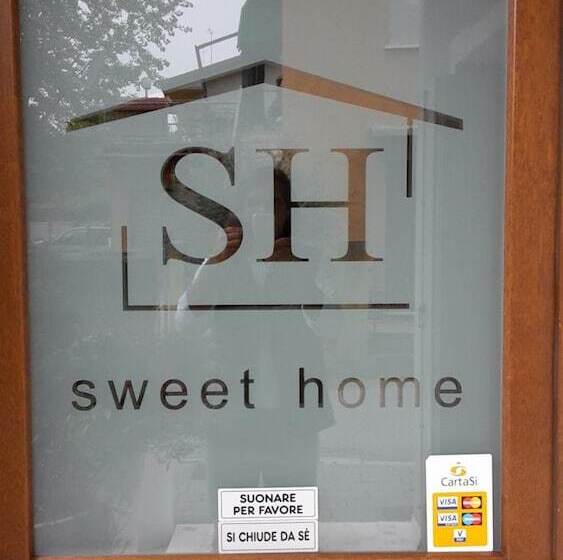 SH
sweet home
SUONARE
PER FAVORE
SI CHIUDE DA SÉ
CartaSi
VISA
VISA
V